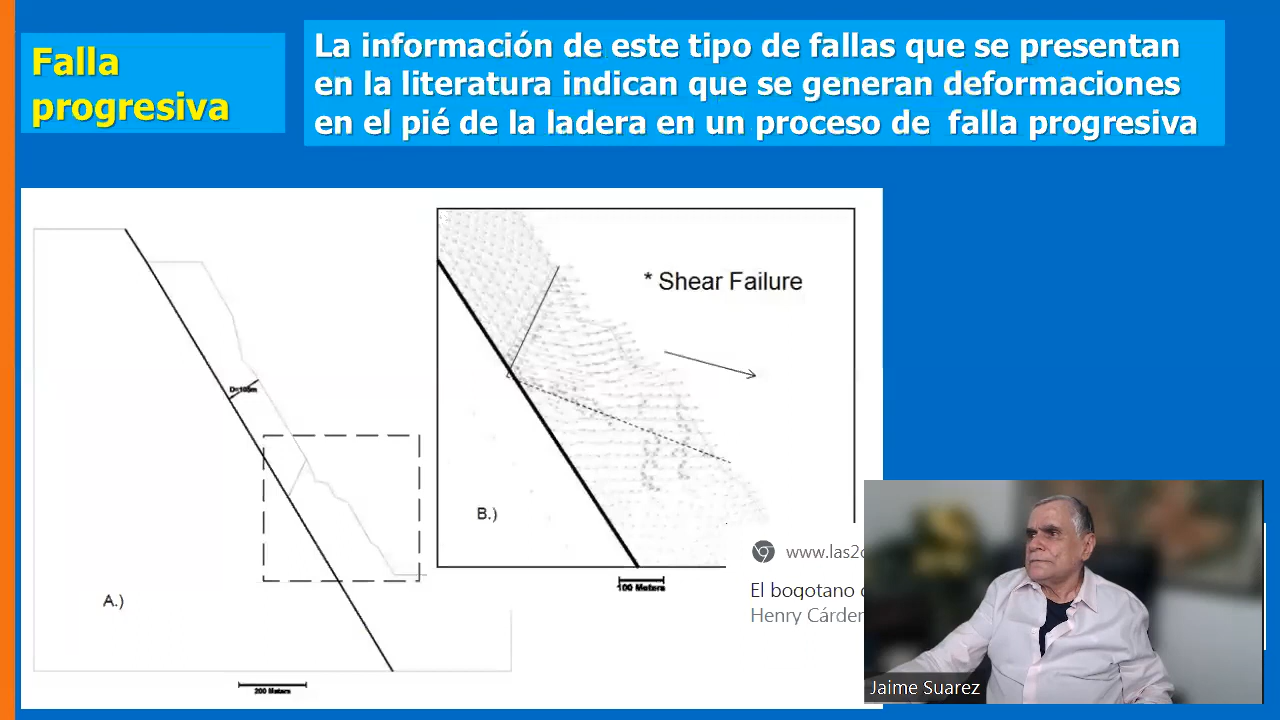 Falla
progresiva
La información de este tipo de fallas que se presentan
en la literatura indican que se generan deformaciones
en el pié de la ladera en un proceso de falla progresiva
* Shear Failure
B.)
100 Meters
A.)
200 Meters
www.las2
El bogotano
Henry Cárden
Jaime Suarez